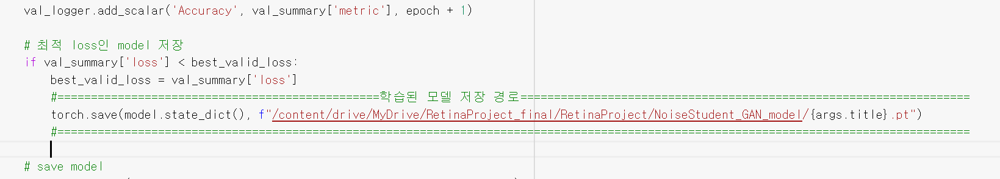 val_logger.add_scalar('Accuracy', val_summary['metric'], epoch + 1)
# 최적 loss인 model 저장
if val_summary['loss'] < best_valid_loss:
best_valid_loss = val_summary['loss']
#================================================학습된 모델 저장 경로===================================================================
torch.save(model.state_dict(), f"/content/drive/MyDrive/RetinaProject_final/RetinaProject/NoiseStudent_GAN_model/{args.title}.pt")
#========================================================================================================================================
# save model